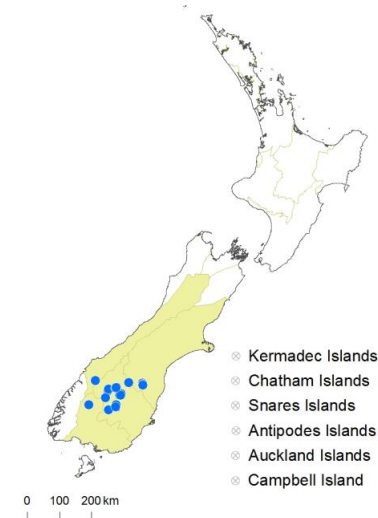 Kermadec Islands
Chatham Islands
Snares Islands
Antipodes Islands
Auckland Islands
Campbell Island
0 100 200 km